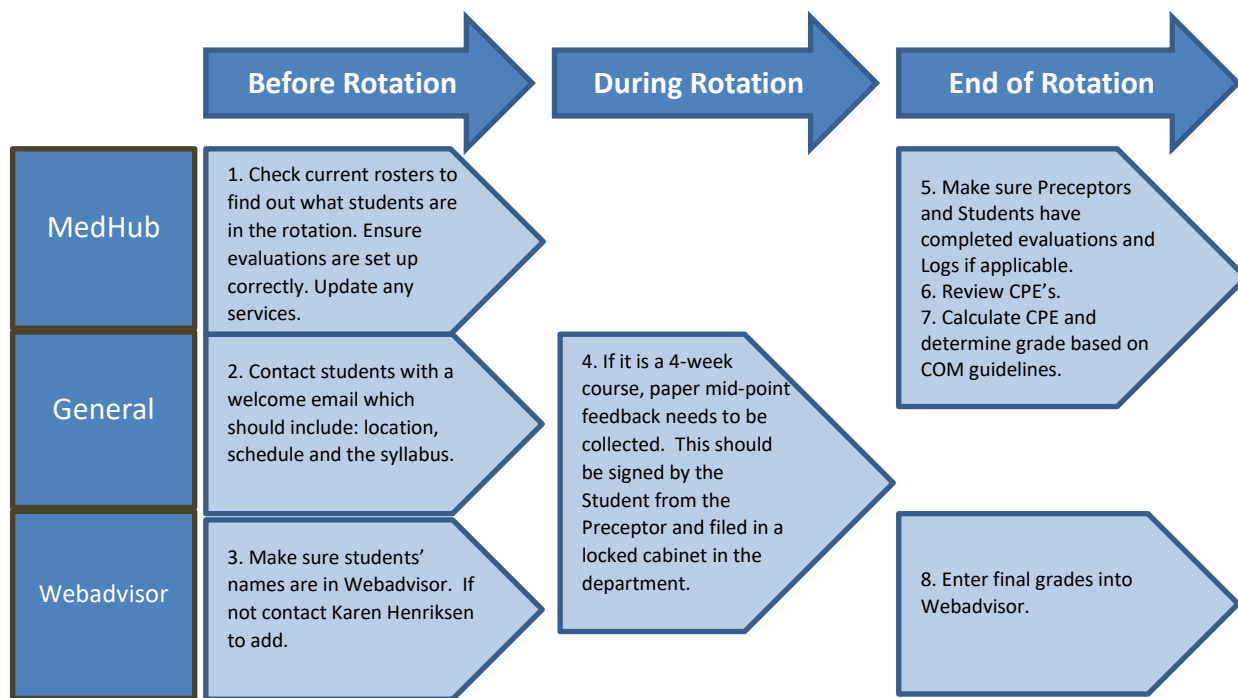 Before Rotation
During Rotation
End of Rotation
MedHub
1. Check current rosters to
find out what students are
in the rotation. Ensure
evaluations are set up
correctly. Update any
services.
5. Make sure Preceptors
and Students have
completed evaluations and
Logs if applicable.
6. Review CPE’s.
7. Calculate CPE and
determine grade based on
COM guidelines.
General
2. Contact students with a
welcome email which
should include: location,
schedule and the syllabus.
4. If it is a 4-week
course, paper mid-point
feedback needs to be
collected.  This should
be signed by the
Student from the
Preceptor and filed in a
locked cabinet in the
department.
Webadvisor
3. Make sure students’
names are in Webadvisor.  If
not contact Karen Henriksen
to add.
8. Enter final grades into
Webadvisor.